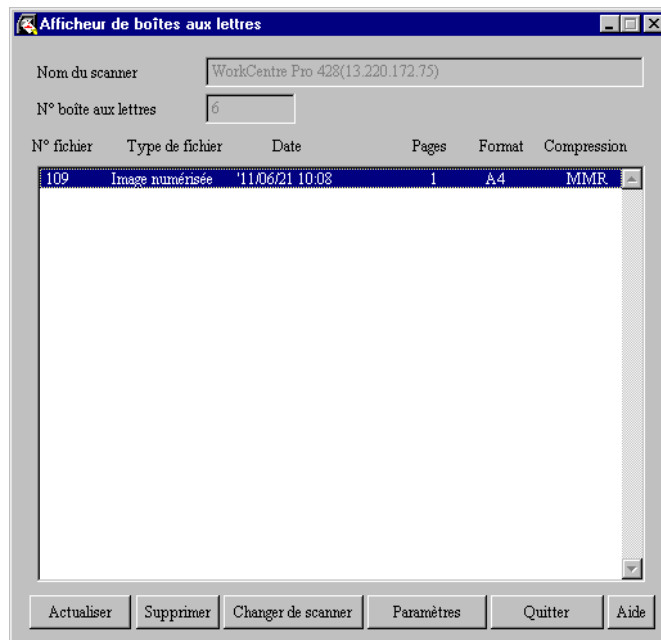 Afficheur de boîtes aux lettres
Nom du scanner WorkCentre Pro 428(13.220.172.75)
N° boîte aux lettres 6
N° fichier Type de fichier Date Pages Format Compression
109 Image numérisée '11/06/21 10:08 1 A4 MMR
Actualiser Supprimer Changer de scanner Paramètres Quitter Aide